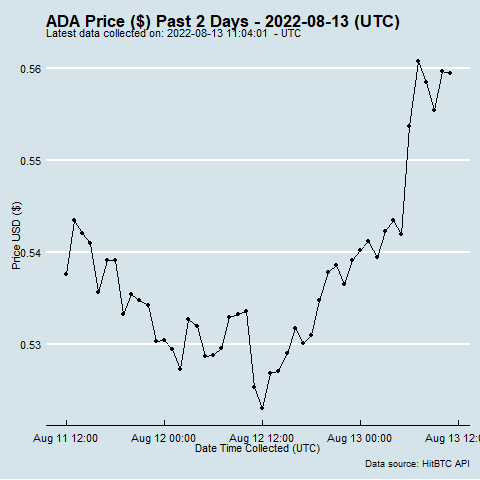 ADA Price ($) Past 2 Days - 2022-08-13 (UTC)
Latest data collected on: 2022-08-13 11:04:01 - UTC
0.56
0.55
0.54
0.53
Price USD ($)
Aug 11 12:00 Aug 12 00:00 Aug 12 12:00 Aug 13 00:00 Aug 13 12:0
Date Time Collected (UTC)
Data source: HitBTC API